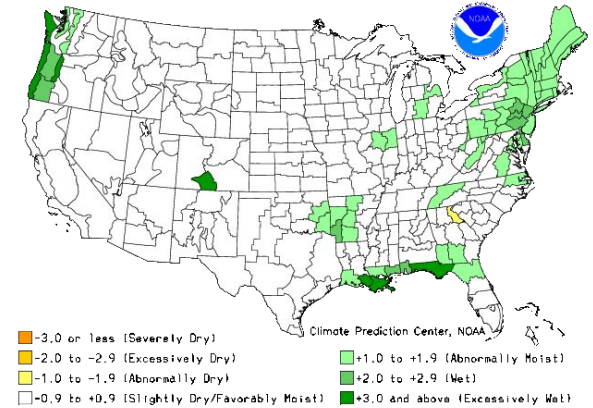 NOAA
Climate Prediction Center, NOAA
-3.0 or less (Severely Dry)
-2.0 to -2.9 (Excessively Dry)
-1.0 to -1.9 (Abnormally Dry)
-0.9 to +0.9 (Slightly Dry/Favorably Moist)
+1.0 to +1.9 (Abnormally Moist)
+2.0 to +2.9 (Wet)
+3.0 and above (Excessively Wet)